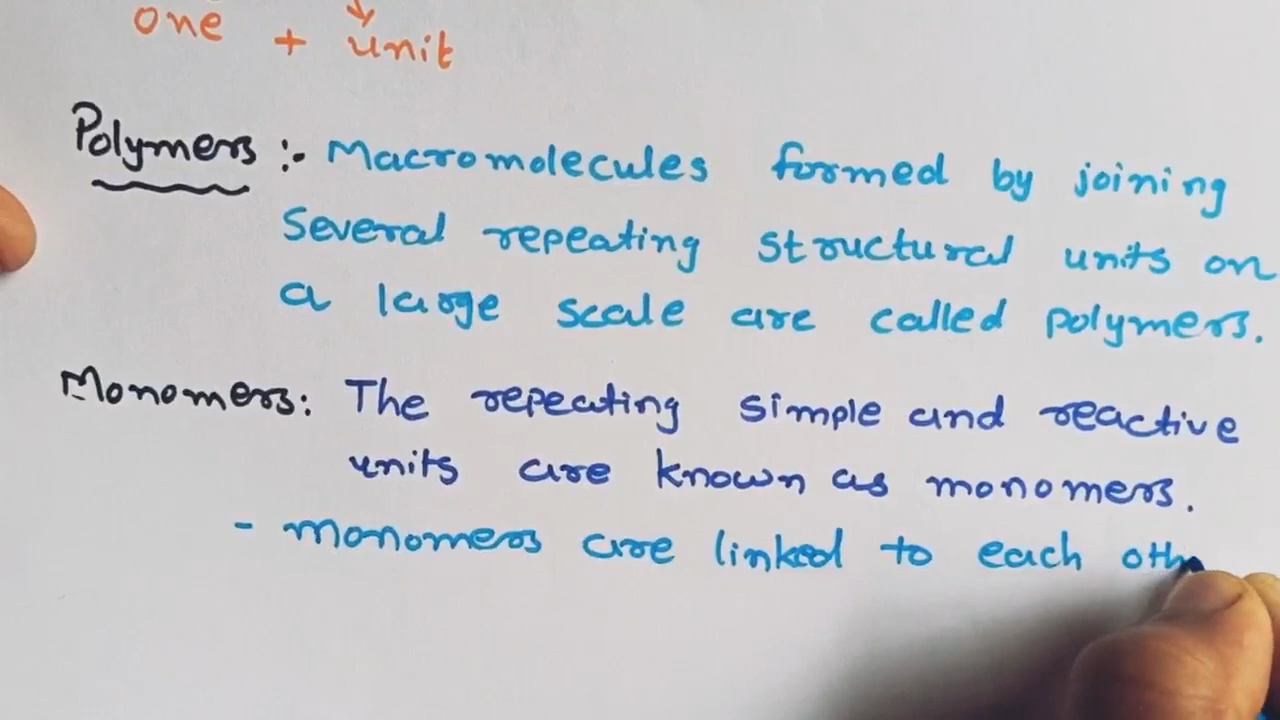 one + unit
Polymers :- Macromolecules formed by joining
Several repeating structural units on
a large scale are called polymers.
Monomers: The repeating simple and reactive
units are known as monomers.
- monomers are linked to each oth